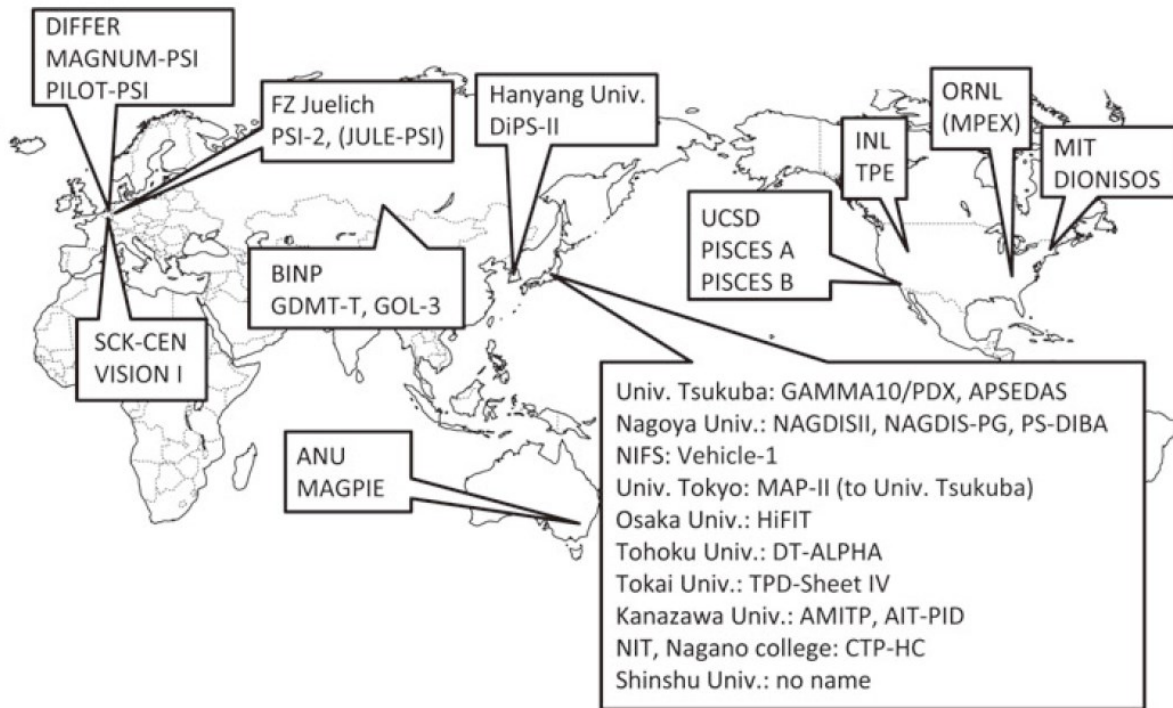 DIFFER
MAGNUM-PSI
PILOT-PSI
FZ Juelich
PSI-2, (JULE-PSI)
Hanyang Univ.
DiPS-II
ORNL
(MPEX)
INL
TPE
MIT
DIONISOS
UCSD
PISCES A
PISCES B
BINP
GDMT-T, GOL-3
SCK-CEN
VISION I
ANU
MAGPIE
Univ. Tsukuba: GAMMA10/PDX, APSEDAS
Nagoya Univ.: NAGDISII, NAGDIS-PG, PS-DIBA
NIFS: Vehicle-1
Univ. Tokyo: MAP-II (to Univ. Tsukuba)
Osaka Univ.: HiFIT
Tohoku Univ.: DT-ALPHA
Tokai Univ.: TPD-Sheet IV
Kanazawa Univ.: AMITP, AIT-PID
NIT, Nagano college: CTP-HC
Shinshu Univ.: no name